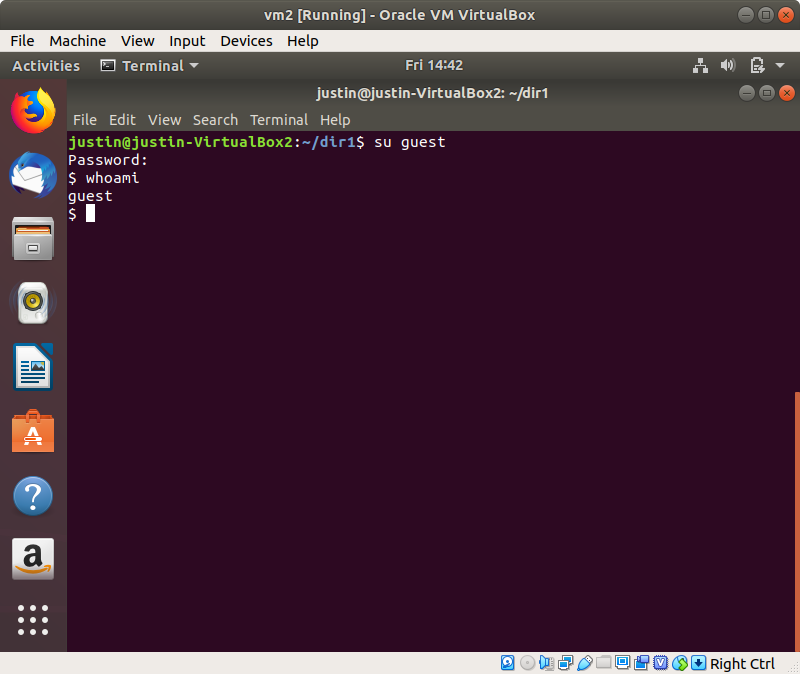 vm2 [Running] - Oracle VM VirtualBox
File Machine View Input Devices Help
Activities Terminal Fri 14:42
justin@justin-VirtualBox2: ~/dir1
File Edit View Search Terminal Help
justin@justin-VirtualBox2:~/dir1$ su guest
Password:
$ whoami
guest
$
Right Ctrl